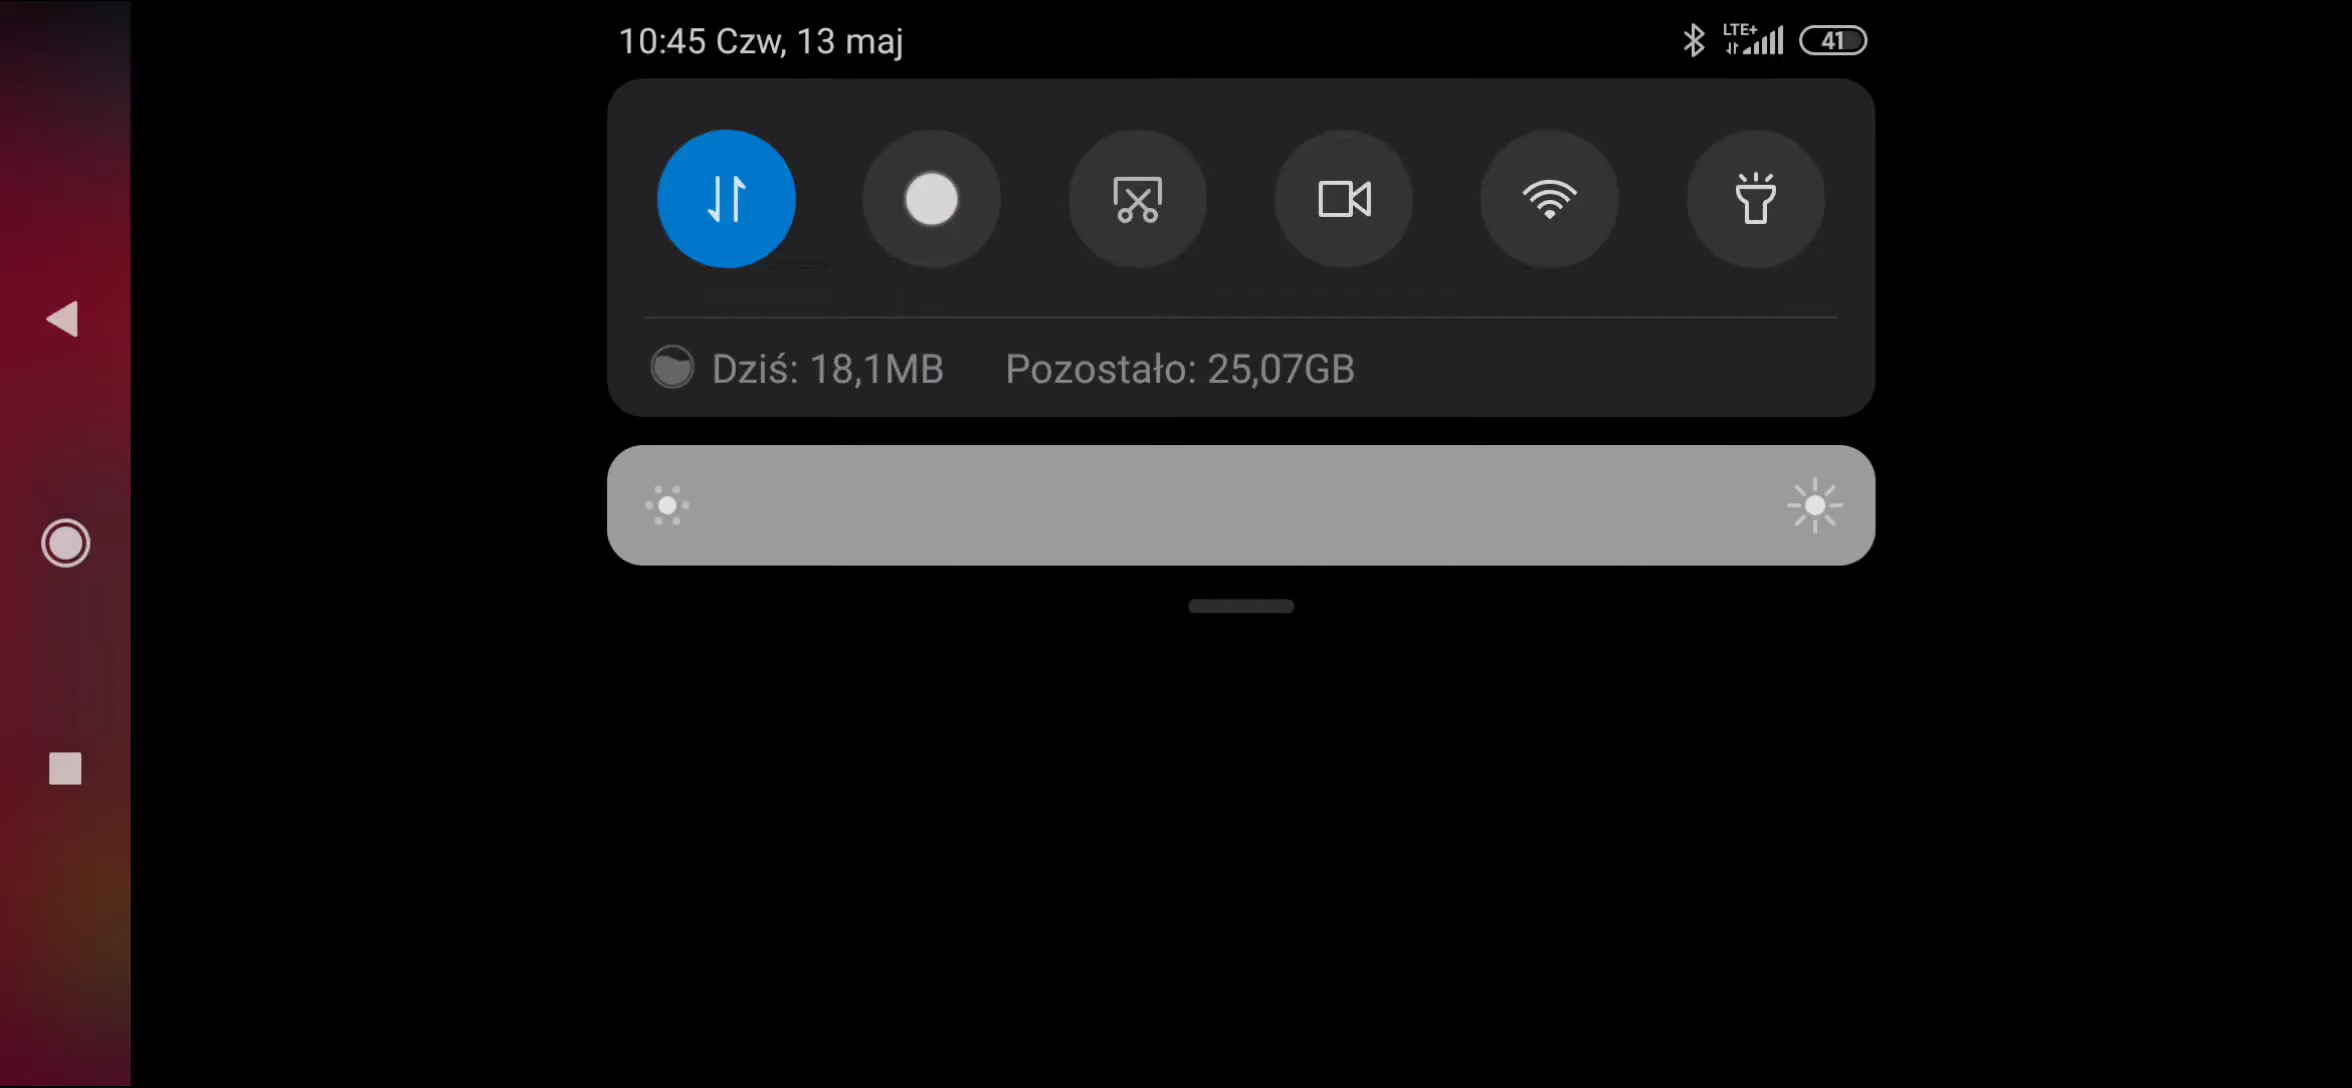 10:45 Czw, 13 maj
LTE+
41
Dziś: 18,1MB Pozostało: 25,07GB